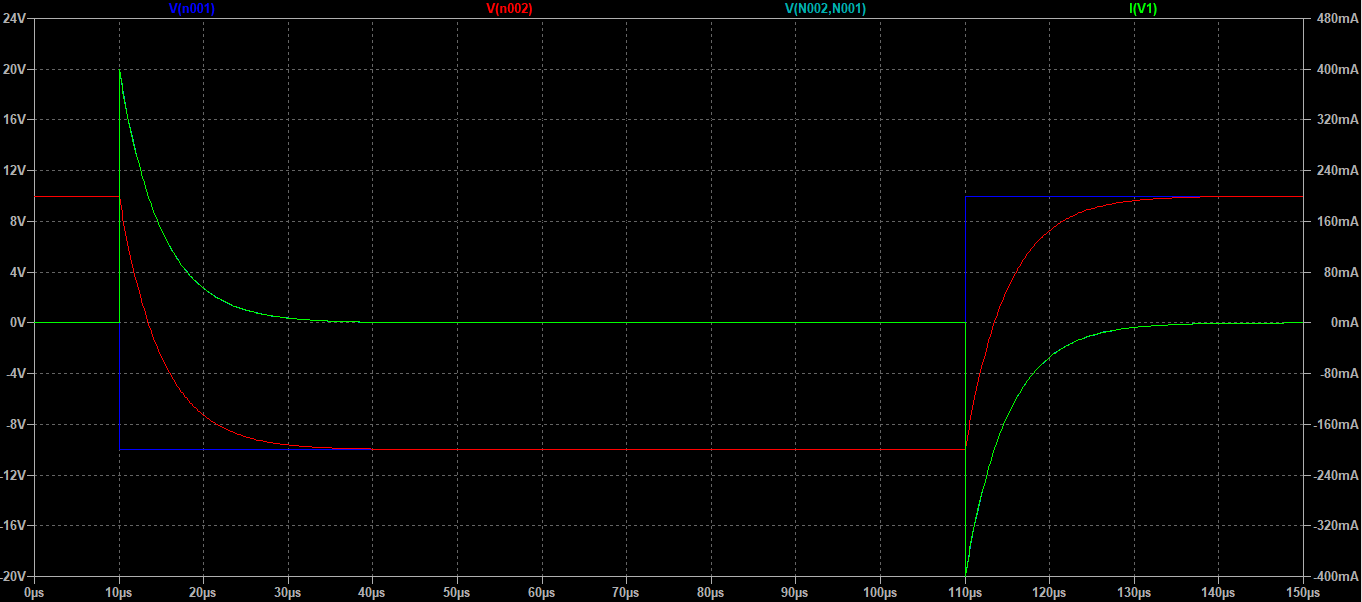 V(n001) V(n002) V(N002,N001) I(V1)
24V 480mA
20V 400mA
16V 320mA
12V 240mA
8V 160mA
4V 80mA
0V 0mA
-4V -80mA
-8V -160mA
-12V -240mA
-16V -320mA
-20V -400mA
0µs 10µs 20µs 30µs 40µs 50µs 60µs 70µs 80µs 90µs 100µs 110µs 120µs 130µs 140µs 150µs